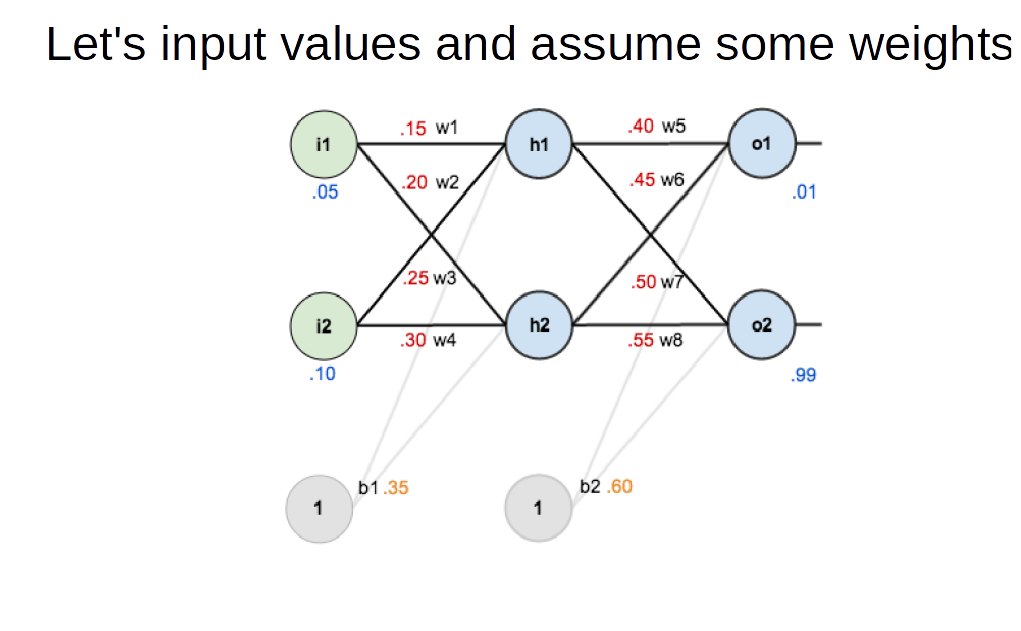 Let's input values and assume some weights
i1 .15 w1 h1 .40 w5 o1
.05 .20 w2 .45 w6 .01
.25 w3 .50 w7
i2 .30 w4 h2 .55 w8 o2
.10 .99
1 b1 .35 1 b2 .60